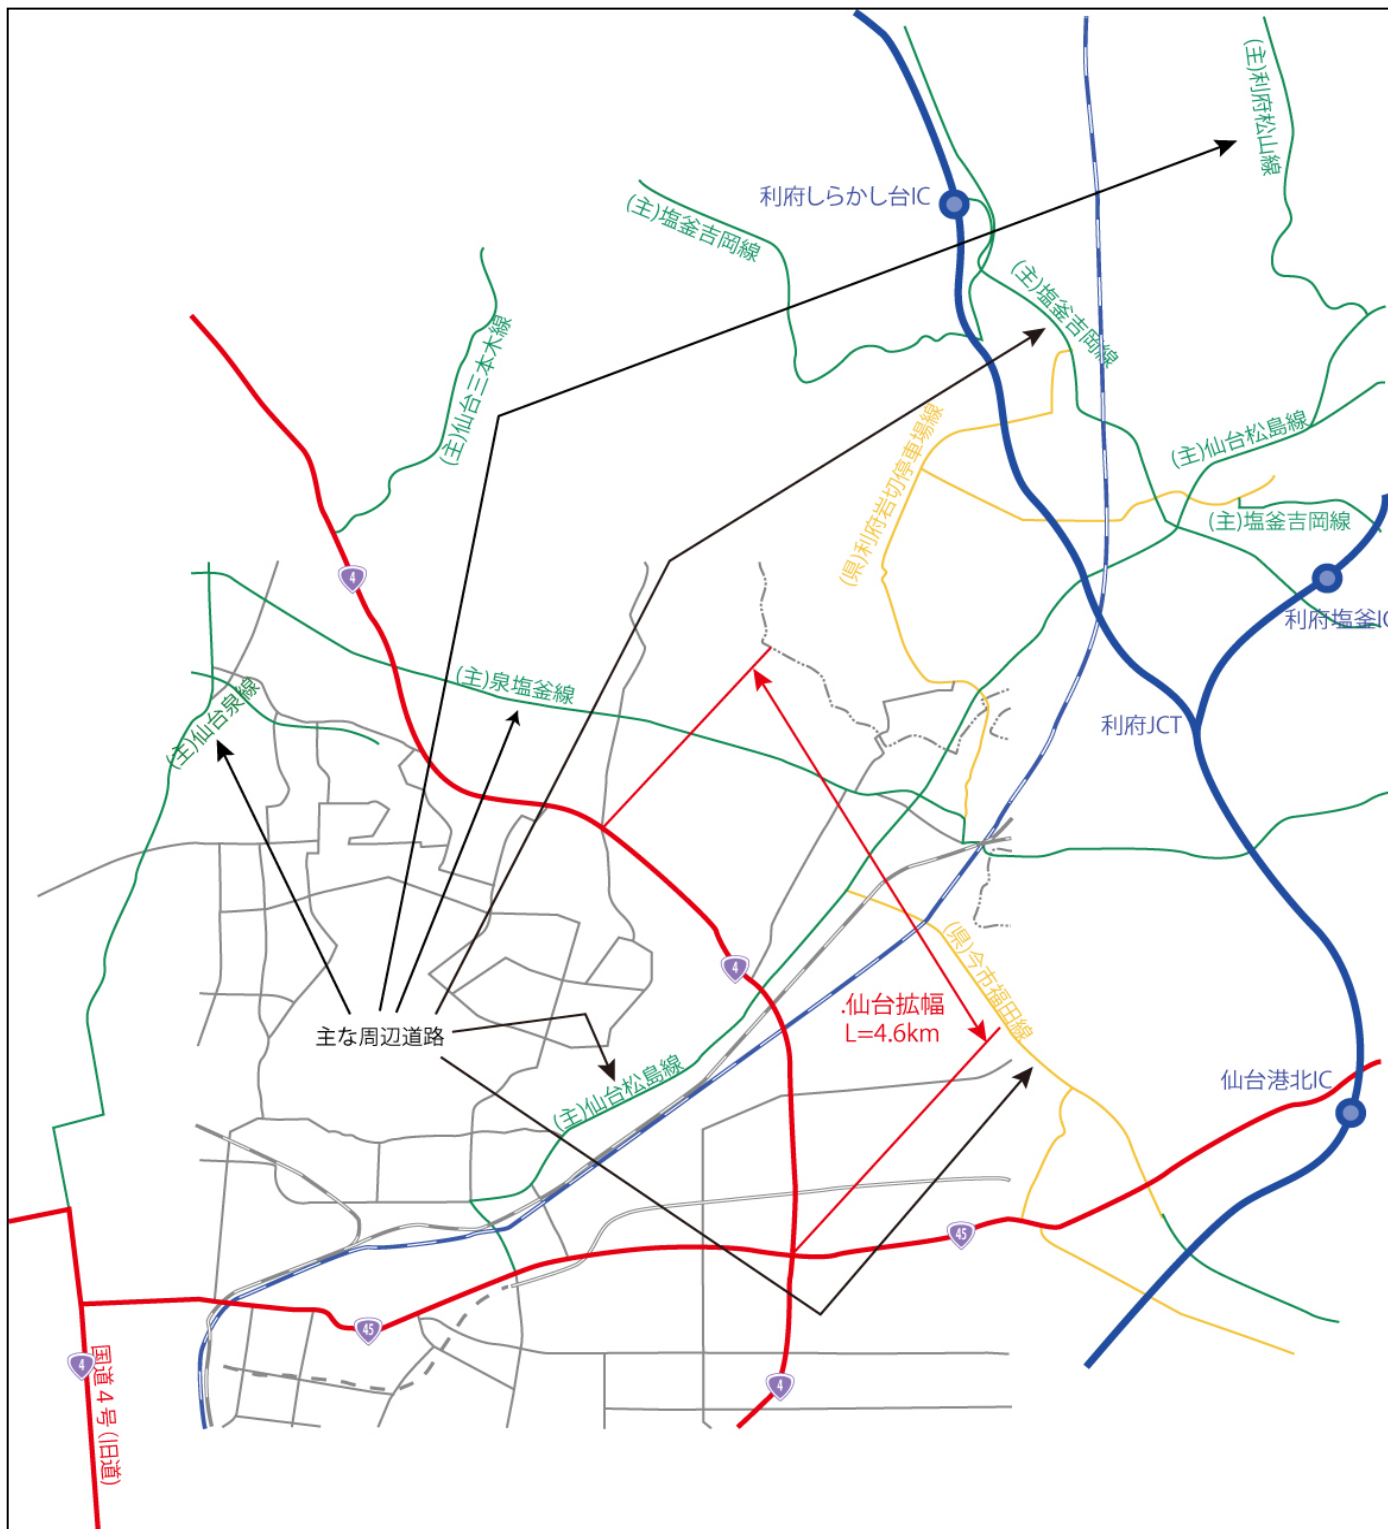 (主)利府松山線
利府しらかし台IC
(主)塩釜吉岡線
(主)塩釜吉岡線
(主)仙台三本木線
(県)利府岩切停車場線
(主)仙台松島線
(主)塩釜吉岡線
4
利府塩釜IC
(主)泉塩釜線
(主)仙台泉線
利府JCT
4
(県)今市福田線
.仙台拡幅
L=4.6km
主な周辺道路
(主)仙台松島線
仙台港北IC
45
45
4
国道４号(旧道)
4